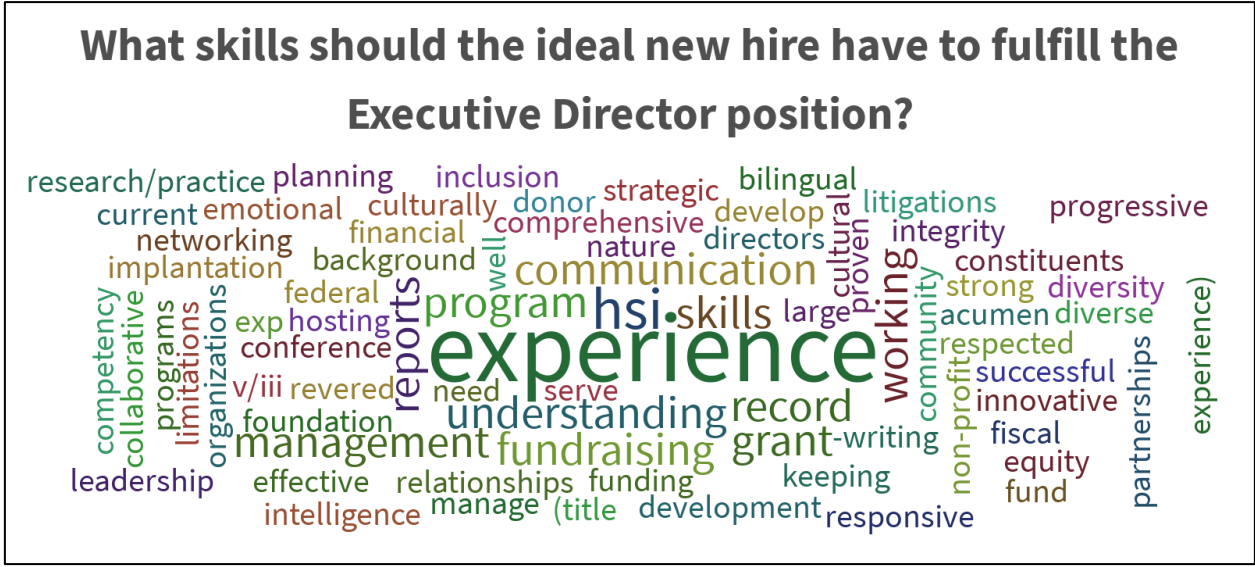 What skills should the ideal new hire have to fulfill the
Executive Director position?
research/practice planning inclusion strategic bilingual
current emotional culturally donor comprehensive develop cultural litigations progressive
networking financial well nature directors proven integrity
implantation background communication working constituents
federal program hsi skills large community strong diversity experience)
competency collaborative programs limitations organizations exp hosting reports experience acumen diverse
conference respected partnerships
v/iii revered need serve non-profit successful
foundation understanding record innovative
management fundraising grant -writing fiscal
equity
leadership effective relationships funding keeping fund
intelligence manage (title development responsive